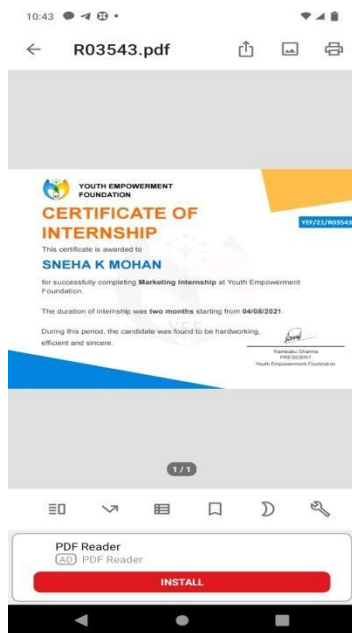 10:43
R03543.pdf
YOUTH EMPOWERMENT
FOUNDATION
CERTIFICATE OF
INTERNSHIP
YEF/21/R03543
This certificate is awarded to
SNEHA K MOHAN
for successfully completing Marketing Internship at Youth Empowerment
Foundation.
The duration of internship was two months starting from 04/08/2021.
During this period, the candidate was found to be hardworking,
efficient and sincere.
YEF
Rambabu Sharma
PRESIDENT
Youth Empowerment Foundation
1/1
PDF Reader
AD PDF Reader
INSTALL